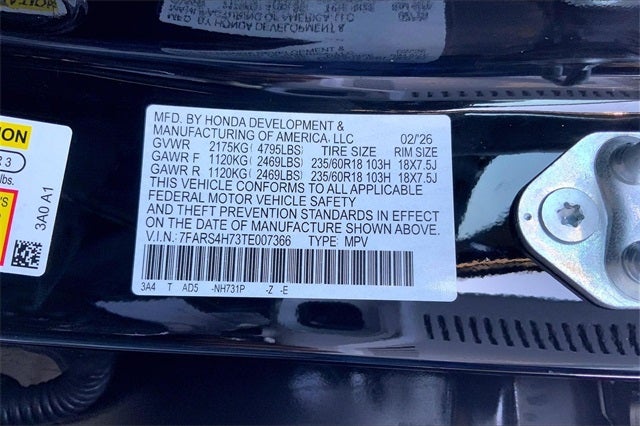 MFD. BY HONDA DEVELOPMENT &
MANUFACTURING OF AMERICA, LLC 02/'26
GVWR 2175KG ( 4795LBS) TIRE SIZE RIM SIZE
GAWR F 1120KG ( 2469LBS) 235/60R18 103H 18X7.5J
GAWR R 1120KG ( 2469LBS) 235/60R18 103H 18X7.5J
THIS VEHICLE CONFORMS TO ALL APPLICABLE
FEDERAL MOTOR VEHICLE SAFETY
AND THEFT PREVENTION STANDARDS IN EFFECT
ON THE DATE OF MANUFACTURE SHOWN ABOVE.
V.I.N.: 7FARS4H73TE007366 TYPE: MPV
3A4 T AD5 -NH731P -Z -E
R 3
lbs.
3A0 A1